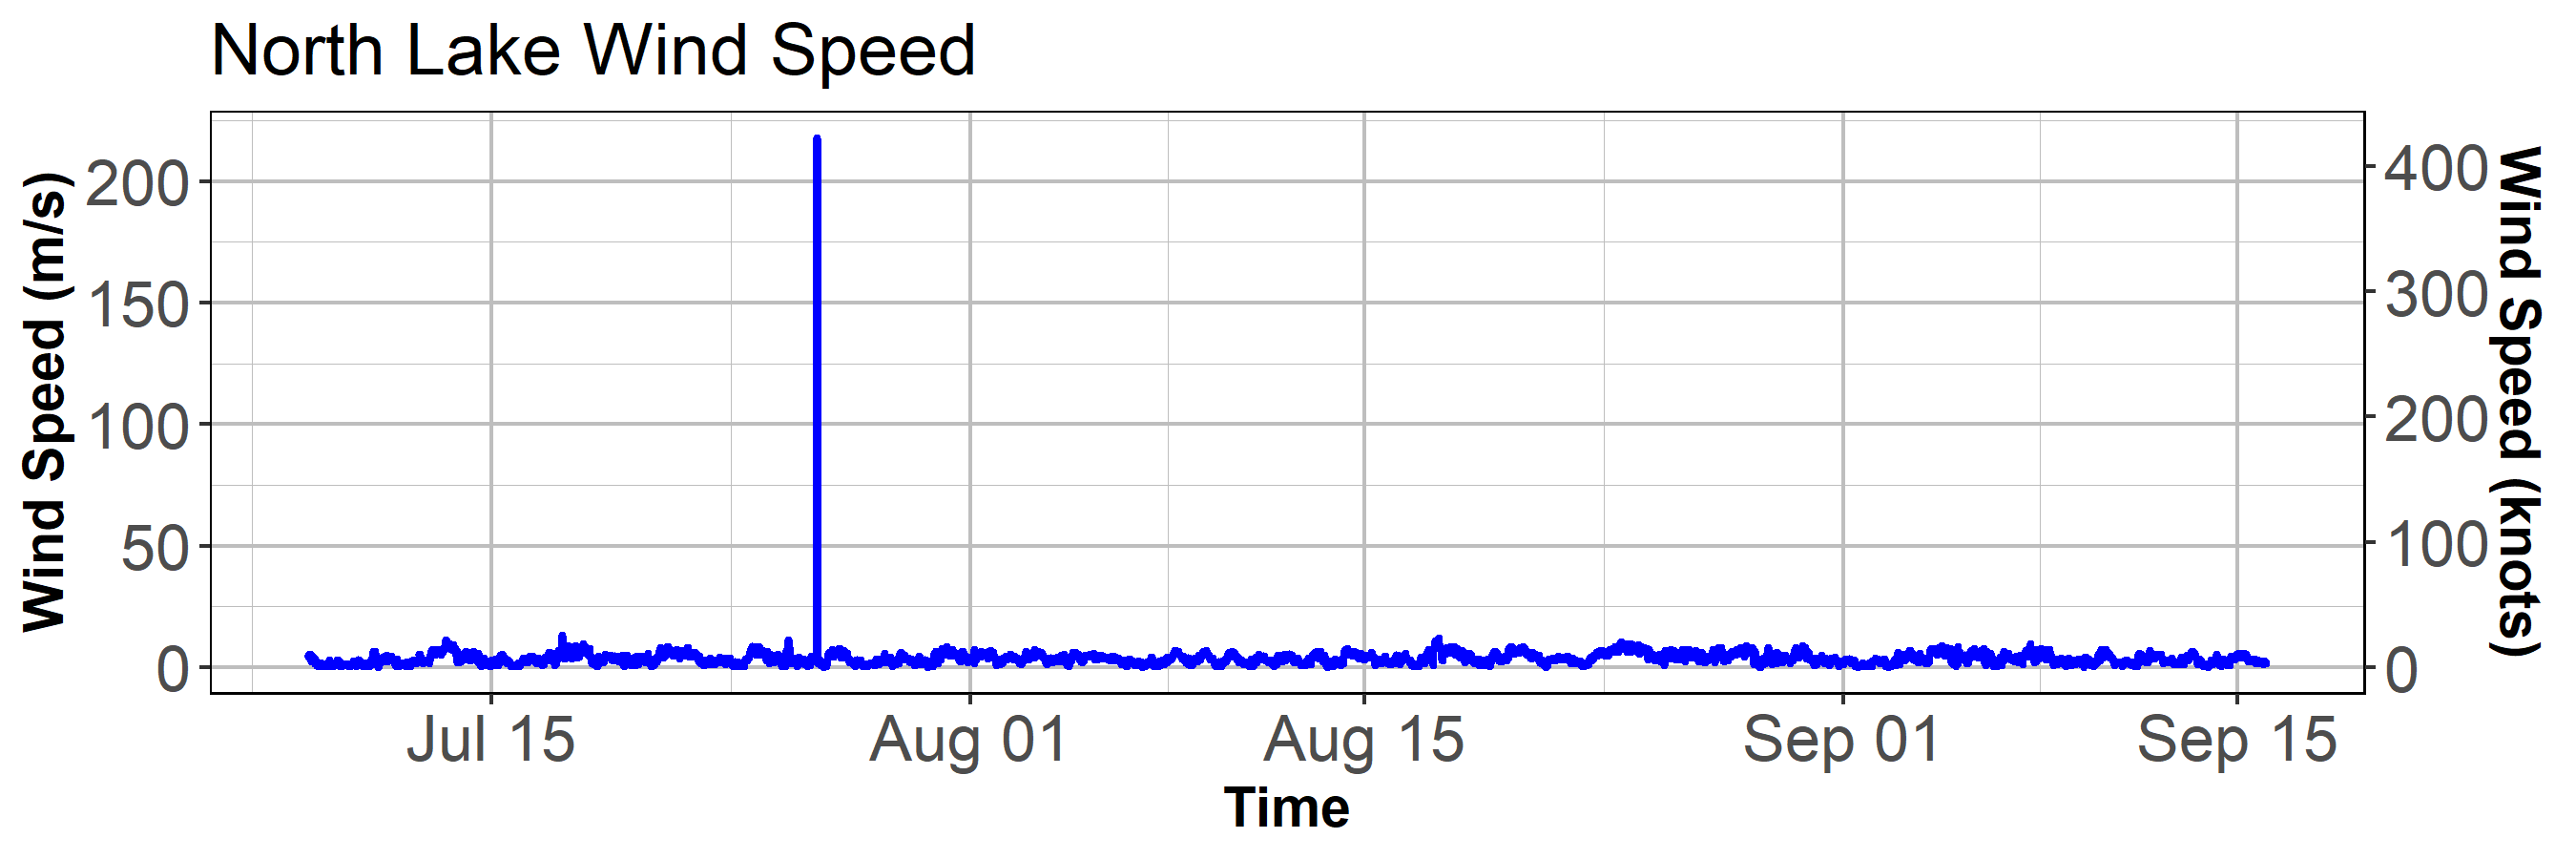 North Lake Wind Speed
Wind Speed (m/s)
200
150
100
50
0
400
300
200
100
0
Wind Speed (knots)
Jul 15
Aug 01
Aug 15
Sep 01
Sep 15
Time